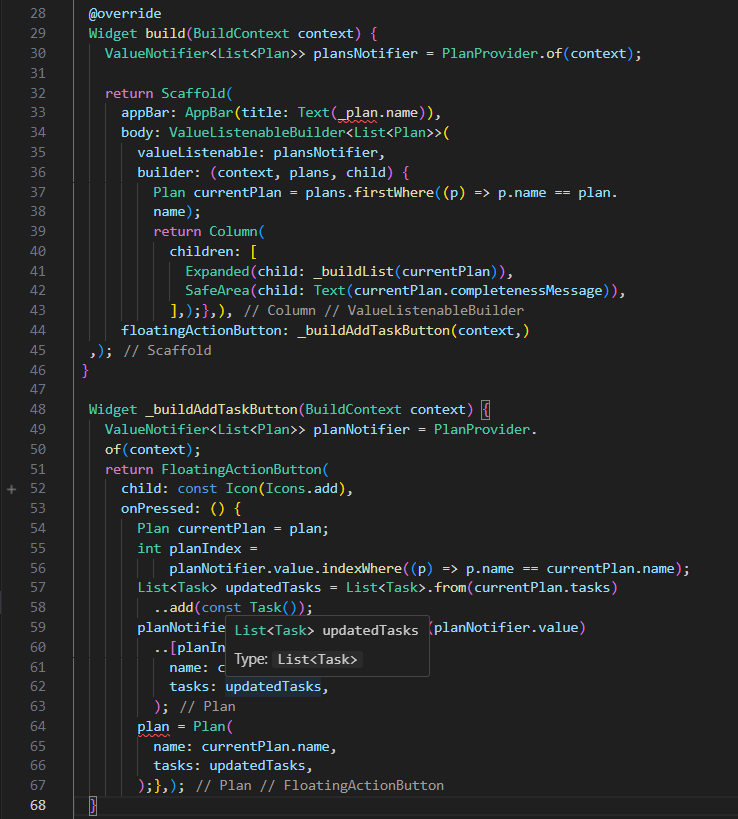 28 @override
29 Widget build(BuildContext context) {
30 ValueNotifier<List<Plan>> plansNotifier = PlanProvider.of(context);
31
32 return Scaffold(
33 appBar: AppBar(title: Text(_plan.name)),
34 body: ValueListenableBuilder<List<Plan>>(
35 valueListenable: plansNotifier,
36 builder: (context, plans, child) {
37 Plan currentPlan = plans.firstWhere((p) => p.name == plan.
38 name);
39 return Column(
40 children: [
41 Expanded(child: _buildList(currentPlan)),
42 SafeArea(child: Text(currentPlan.completenessMessage)),
43 ],);},), // Column // ValueListenableBuilder
44 floatingActionButton: _buildAddTaskButton(context,)
45 ,); // Scaffold
46 }
47
48 Widget _buildAddTaskButton(BuildContext context) {
49 ValueNotifier<List<Plan>> planNotifier = PlanProvider.
50 of(context);
51 return FloatingActionButton(
52 child: const Icon(Icons.add),
53 onPressed: () {
54 Plan currentPlan = plan;
55 int planIndex =
56 planNotifier.value.indexWhere((p) => p.name == currentPlan.name);
57 List<Task> updatedTasks = List<Task>.from(currentPlan.tasks)
58 ..add(const Task());
59 planNotifie (planNotifier.value)
List<Task> updatedTasks
60 ..[planIn
Type: List<Task>
61 name: c
62 tasks: updatedTasks,
63 ); // Plan
64 plan = Plan(
65 name: currentPlan.name,
66 tasks: updatedTasks,
67 );},); // Plan // FloatingActionButton
68 }